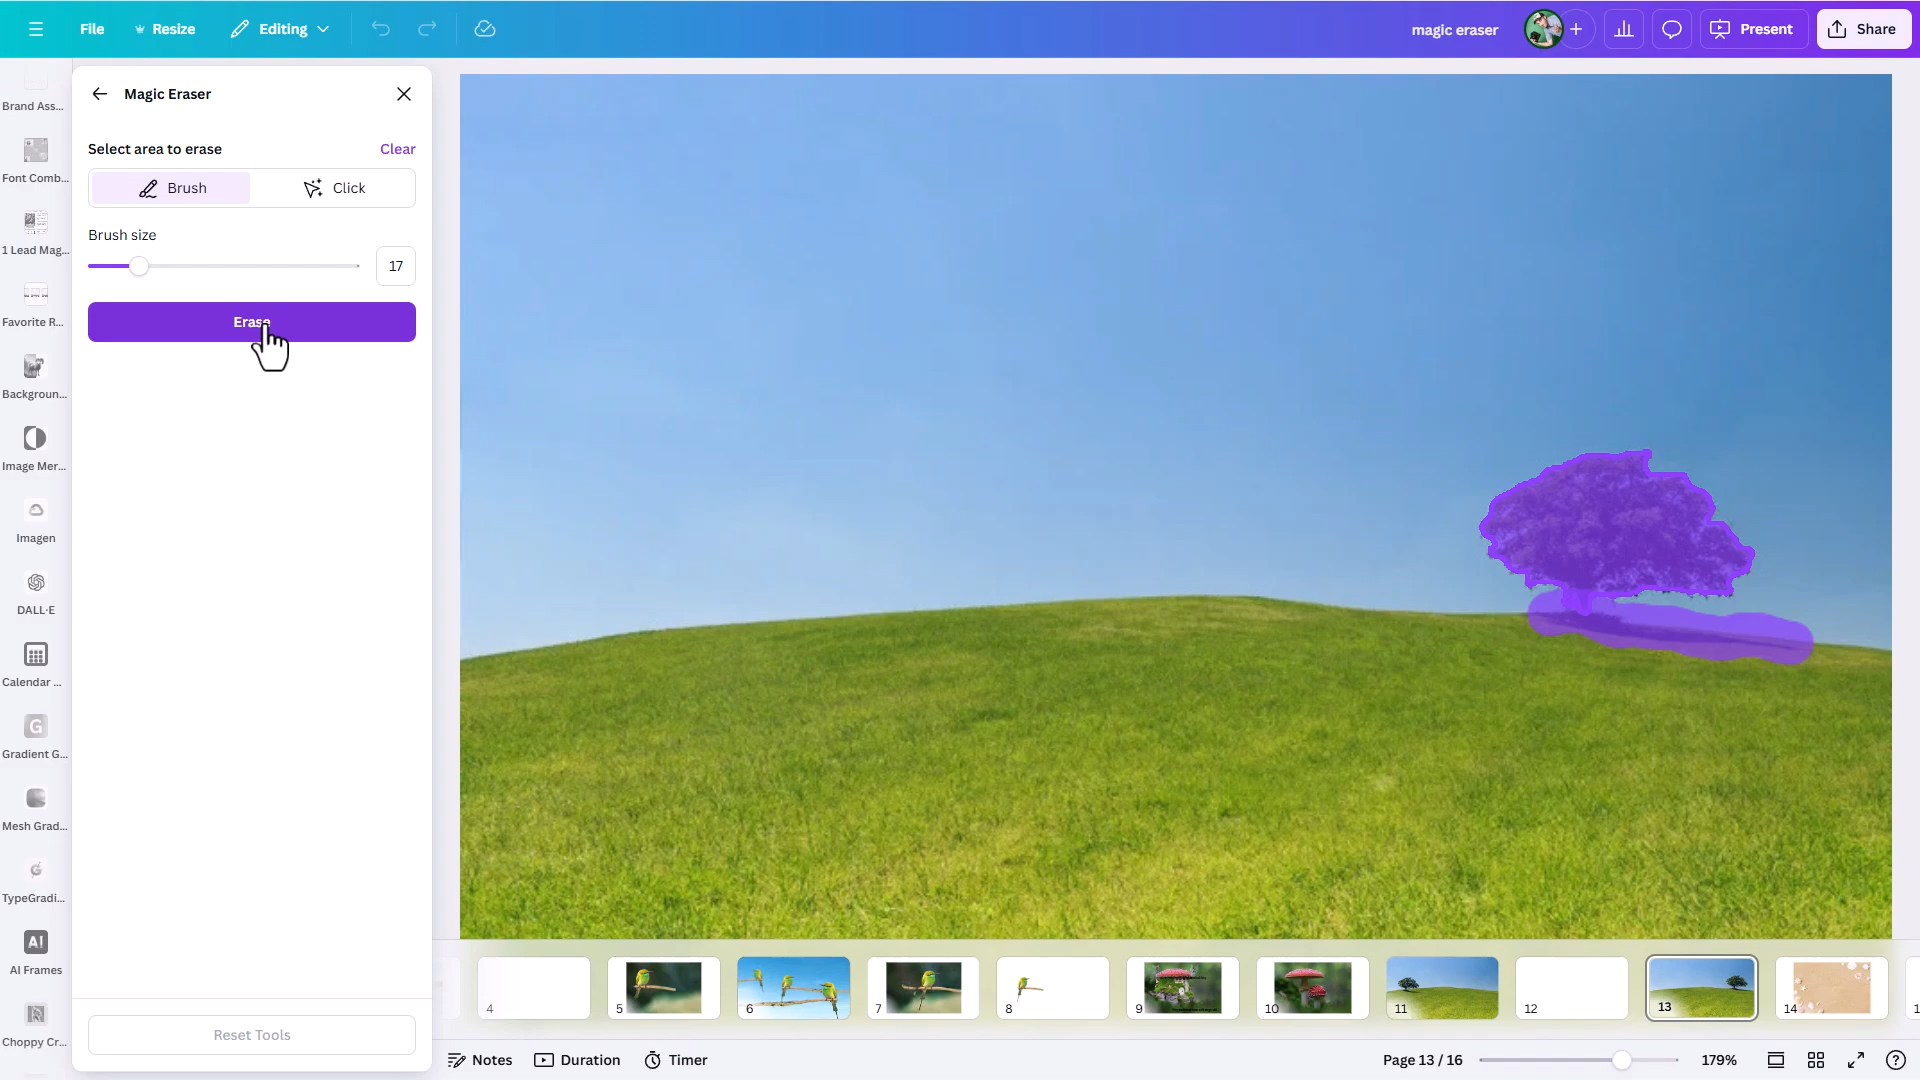 File
Resize
Editing
magic eraser
Present
Share
Brand Ass...
Font Comb...
1 Lead Mag...
Favorite R...
Backgroun...
Image Mer...
Imagen
DALL·E
Calendar ...
Gradient G...
Mesh Grad...
TypeGradi...
AI
AI Frames
Choppy Cr...
Magic Eraser
Select area to erase
Clear
Brush
Click
Brush size
17
Erase
Reset Tools
4
5
6
7
8
9
10
11
12
13
14
Notes
Duration
Timer
Page 13 / 16
179%